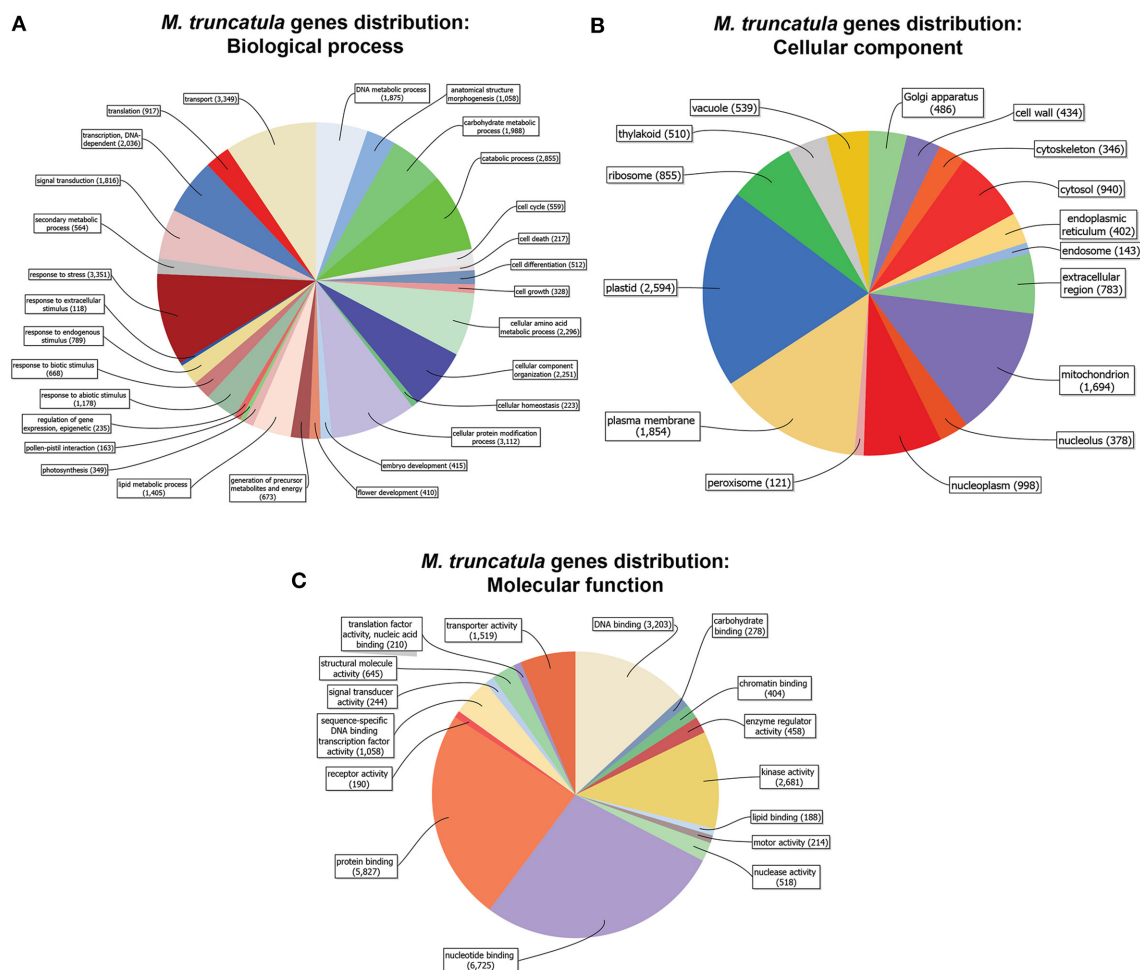 A
M. truncatula genes distribution:
Biological process
transport (3,349)
translation (917)
transcription, DNA-
dependent (2,036)
signal transduction (1,816)
secondary metabolic
process (564)
response to stress (3,351)
response to extracellular
stimulus (118)
response to endogenous
stimulus (789)
response to biotic stimulus
(668)
response to abiotic stimulus
(1,178)
regulation of gene
expression, epigenetic (235)
pollen-pistil interaction (163)
photosynthesis (349)
lipid metabolic process
(1,405)
generation of precursor
metabolites and energy
(673)
flower development (410)
embryo development (415)
cellular protein modification
process (3,112)
cellular homeostasis (223)
cellular component
organization (2,251)
cellular amino acid
metabolic process (2,296)
cell growth (328)
cell differentiation (512)
cell death (217)
cell cycle (559)
catabolic process (2,855)
carbohydrate metabolic
process (1,988)
anatomical structure
morphogenesis (1,058)
DNA metabolic process
(1,875)
B
M. truncatula genes distribution:
Cellular component
vacuole (539)
thylakoid (510)
ribosome (855)
plastid (2,594)
plasma membrane
(1,854)
peroxisome (121)
nucleoplasm (998)
nucleolus (378)
mitochondrion
(1,694)
extracellular
region (783)
endosome (143)
endoplasmic
reticulum (402)
cytosol (940)
cytoskeleton (346)
cell wall (434)
Golgi apparatus
(486)
C
M. truncatula genes distribution:
Molecular function
translation factor
activity, nucleic acid
binding (210)
transporter activity
(1,519)
structural molecule
activity (645)
signal transducer
activity (244)
sequence-specific
DNA binding
transcription factor
activity (1,058)
receptor activity
(190)
protein binding
(5,827)
nucleotide binding
(6,725)
nuclease activity
(518)
motor activity (214)
lipid binding (188)
kinase activity
(2,681)
enzyme regulator
activity (458)
chromatin binding
(404)
carbohydrate
binding (278)
DNA binding (3,203)